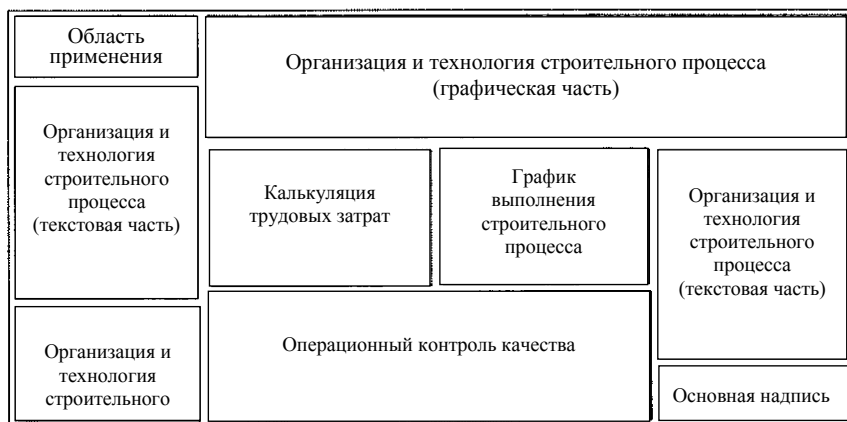 Область
применения
Организация и технология строительного процесса
(графическая часть)
Организация и
технология
строительного
процесса
(текстовая часть)
Калькуляция
трудовых затрат
График
выполнения
строительного
процесса
Организация и
технология
строительного
процесса
(текстовая часть)
Организация и
технология
строительного
Операционный контроль качества
Основная надпись